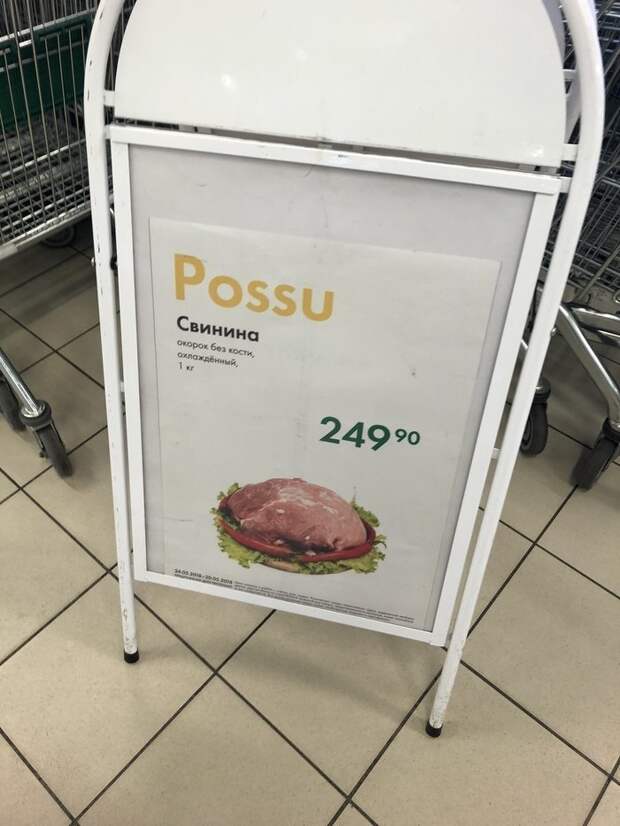 Possu
Свинина
окорок без кости,
охлаждённый,
1 кг
249 90